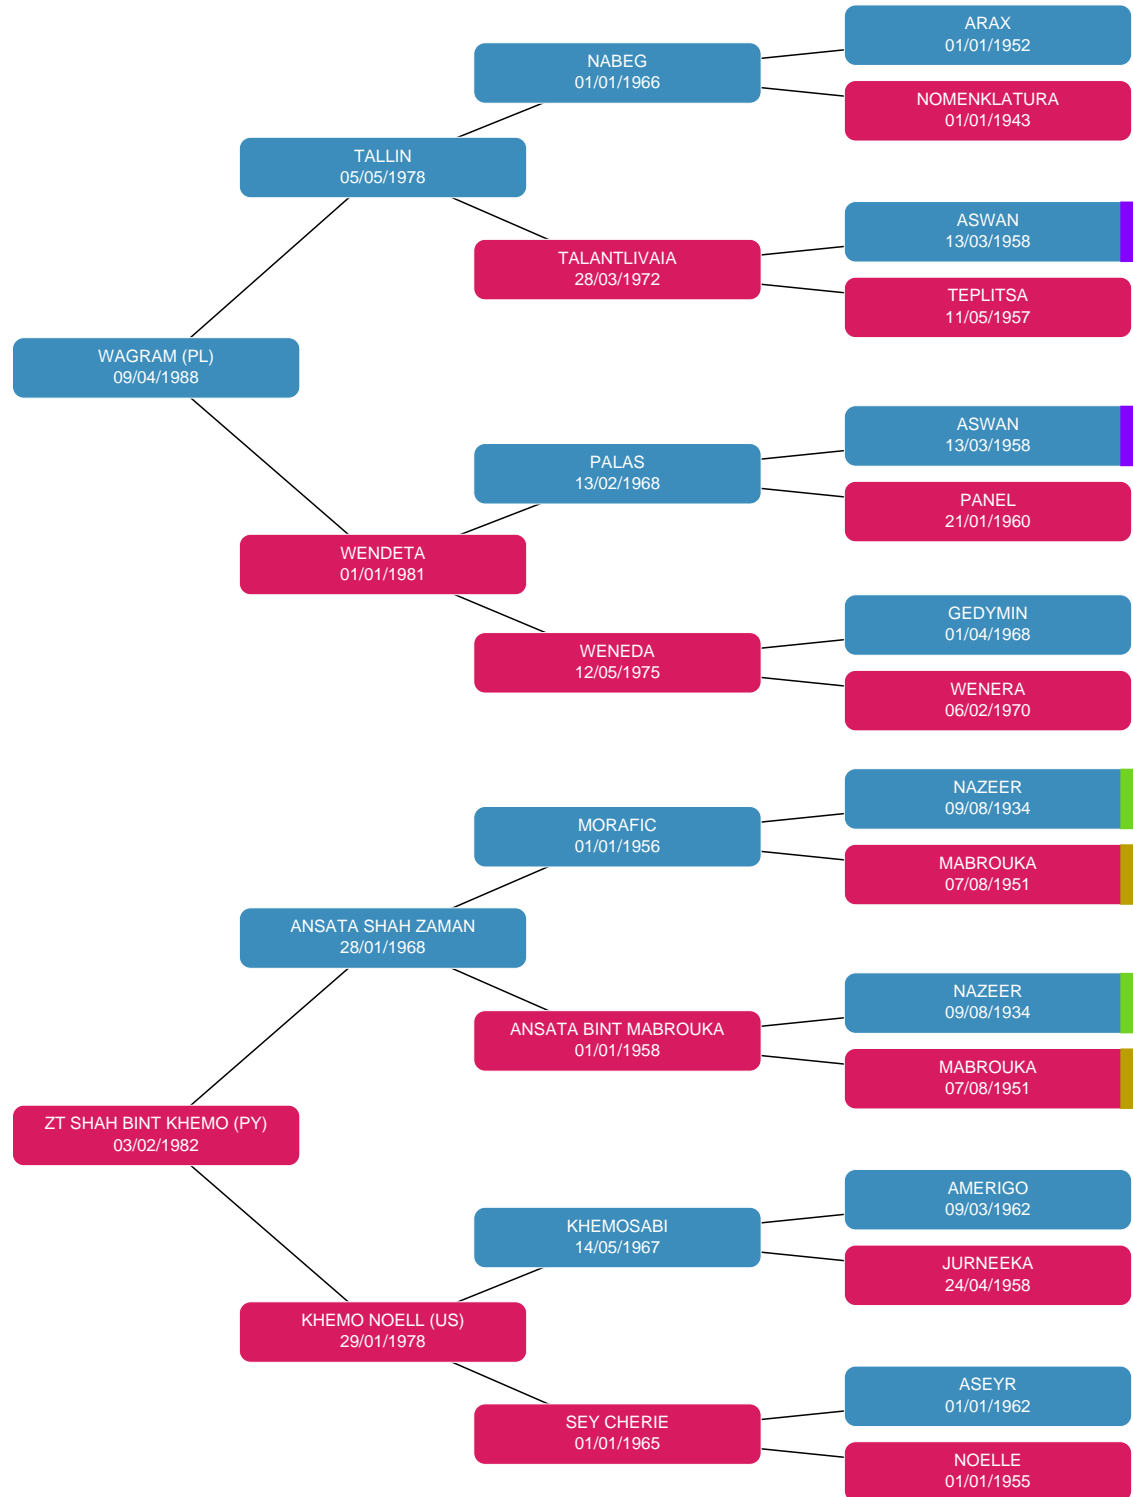 ARAX
01/01/1952
NABEG
01/01/1966
NOMENKLATURA
01/01/1943
TALLIN
05/05/1978
ASWAN
13/03/1958
TALANTLIVAIA
28/03/1972
TEPLITSA
11/05/1957
WAGRAM (PL)
09/04/1988
ASWAN
13/03/1958
PALAS
13/02/1968
PANEL
21/01/1960
WENDETA
01/01/1981
GEDYMIN
01/04/1968
WENEDA
12/05/1975
WENERA
06/02/1970
NAZEER
09/08/1934
MORAFIC
01/01/1956
MABROUKA
07/08/1951
ANSATA SHAH ZAMAN
28/01/1968
NAZEER
09/08/1934
ANSATA BINT MABROUKA
01/01/1958
MABROUKA
07/08/1951
ZT SHAH BINT KHEMO (PY)
03/02/1982
AMERIGO
09/03/1962
KHEMOSABI
14/05/1967
JURNEEKA
24/04/1958
KHEMO NOELL (US)
29/01/1978
ASEYR
01/01/1962
SEY CHERIE
01/01/1965
NOELLE
01/01/1955